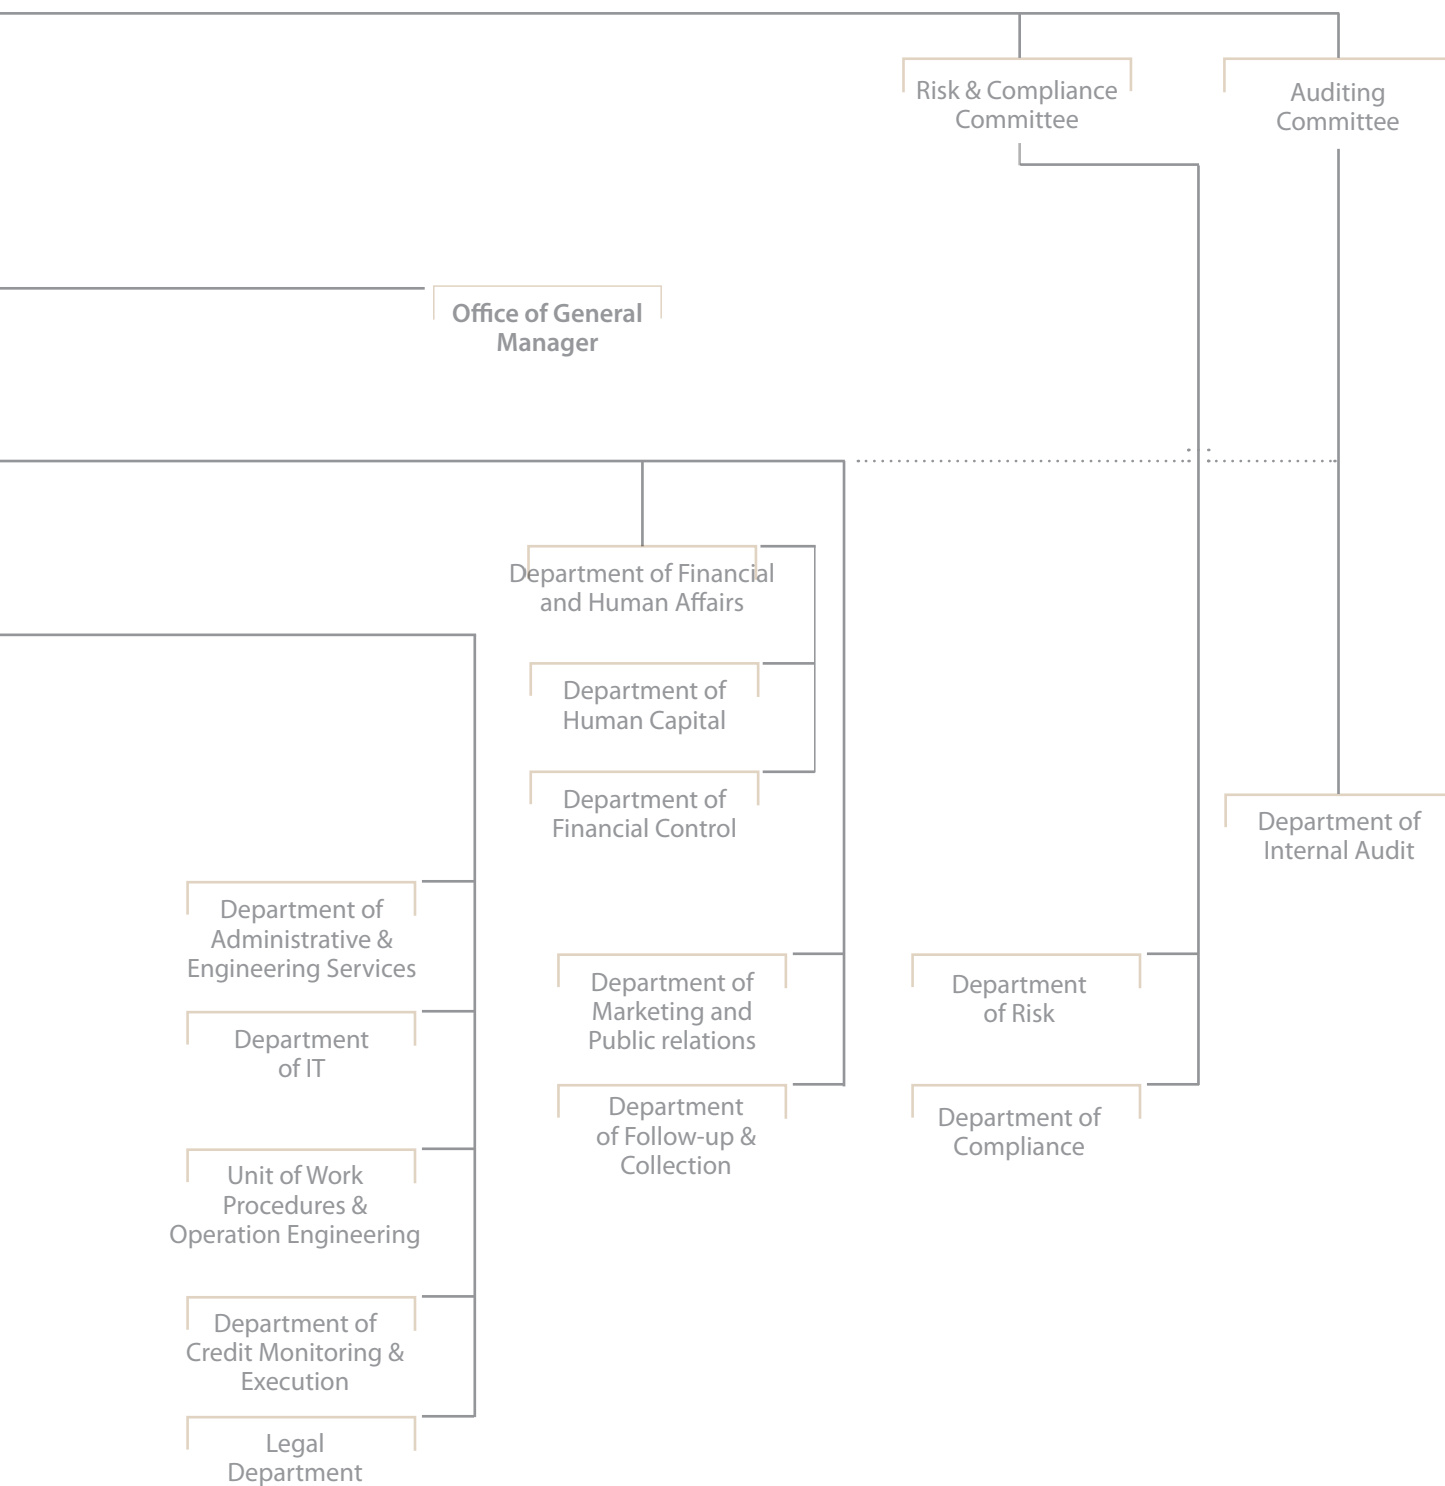 Risk & Compliance
Committee
Auditing
Committee
Office of General
Manager
Department of Financial
and Human Affairs
Department of
Human Capital
Department of
Financial Control
Department of
Internal Audit
Department of
Administrative &
Engineering Services
Department of
Marketing and
Public relations
Department
of Risk
Department
of IT
Department
of Follow-up &
Collection
Department of
Compliance
Unit of Work
Procedures &
Operation Engineering
Department of
Credit Monitoring &
Execution
Legal
Department